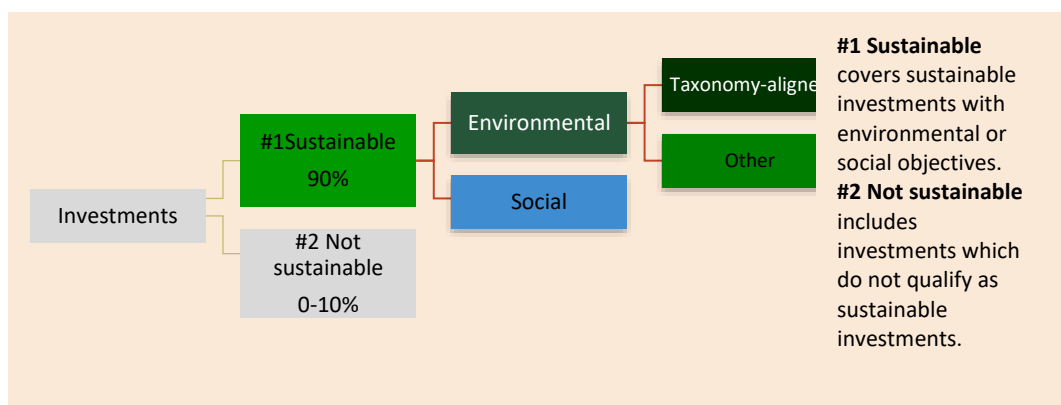 Investments
#1Sustainable
90%
#2 Not
sustainable
0-10%
Environmental
Social
Taxonomy-aligne
Other
#1 Sustainable
covers sustainable
investments with
environmental or
social objectives.
#2 Not sustainable
includes
investments which
do not qualify as
sustainable
investments.